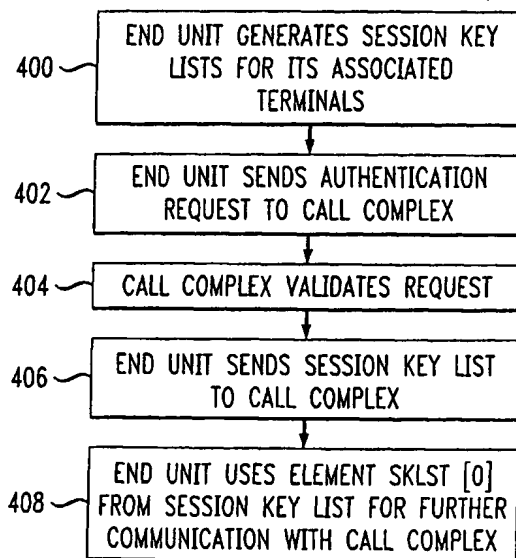 400
END UNIT GENERATES SESSION KEY
LISTS FOR ITS ASSOCIATED
TERMINALS
402
END UNIT SENDS AUTHENTICATION
REQUEST TO CALL COMPLEX
404
CALL COMPLEX VALIDATES REQUEST
406
END UNIT SENDS SESSION KEY LIST
TO CALL COMPLEX
408
END UNIT USES ELEMENT SKLST [0]
FROM SESSION KEY LIST FOR FURTHER
COMMUNICATION WITH CALL COMPLEX